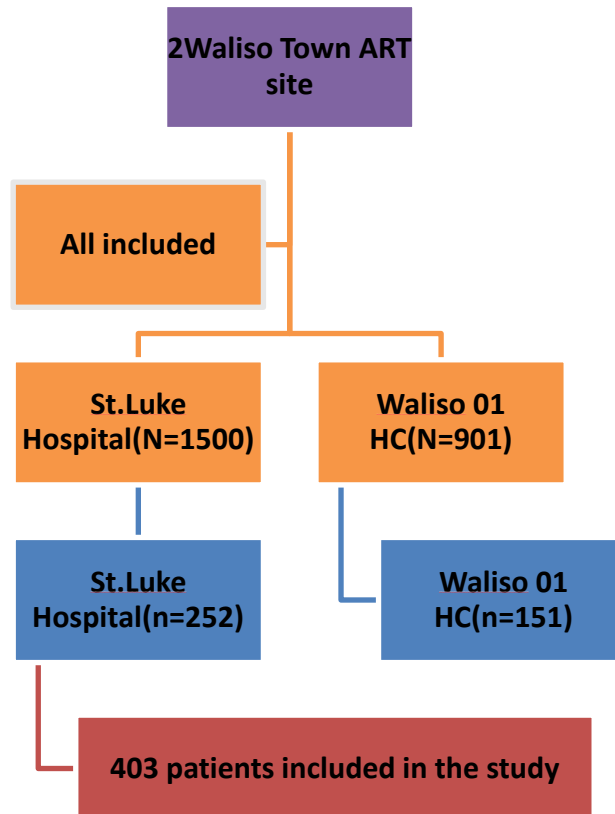 2Waliso Town ART
site
All included
St.Luke
Hospital(N=1500)
Waliso 01
HC(N=901)
St.Luke
Hospital(n=252)
Waliso 01
HC(n=151)
403 patients included in the study